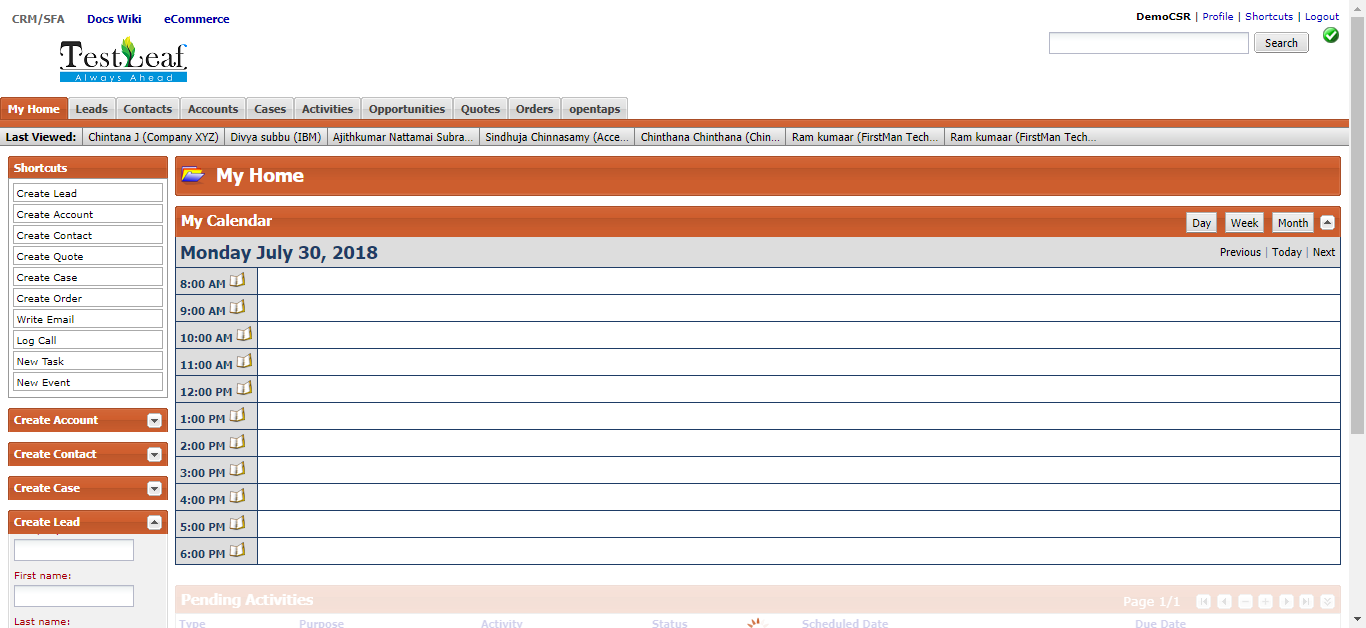 CRM/SFA Docs Wiki eCommerce
DemoCSR | Profile | Shortcuts | Logout
Search
TestLeaf
Always Ahead
My Home Leads Contacts Accounts Cases Activities Opportunities Quotes Orders opentaps
Last Viewed: Chintana J (Company XYZ) Divya subbu (IBM) Ajithkumar Nattamai Subra... Sindhuja Chinnasamy (Acce... Chinthana Chinthana (Chin... Ram kumaar (FirstMan Tech... Ram kumaar (FirstMan Tech...
Shortcuts
Create Lead
Create Account
Create Contact
Create Quote
Create Case
Create Order
Write Email
Log Call
New Task
New Event
Create Account
Create Contact
Create Case
Create Lead
First name:
Last name:
My Home
My Calendar Day Week Month
Monday July 30, 2018 Previous | Today | Next
8:00 AM
9:00 AM
10:00 AM
11:00 AM
12:00 PM
1:00 PM
2:00 PM
3:00 PM
4:00 PM
5:00 PM
6:00 PM
Pending Activities Page 1/1
Type Purpose Activity Status Scheduled Date Due Date